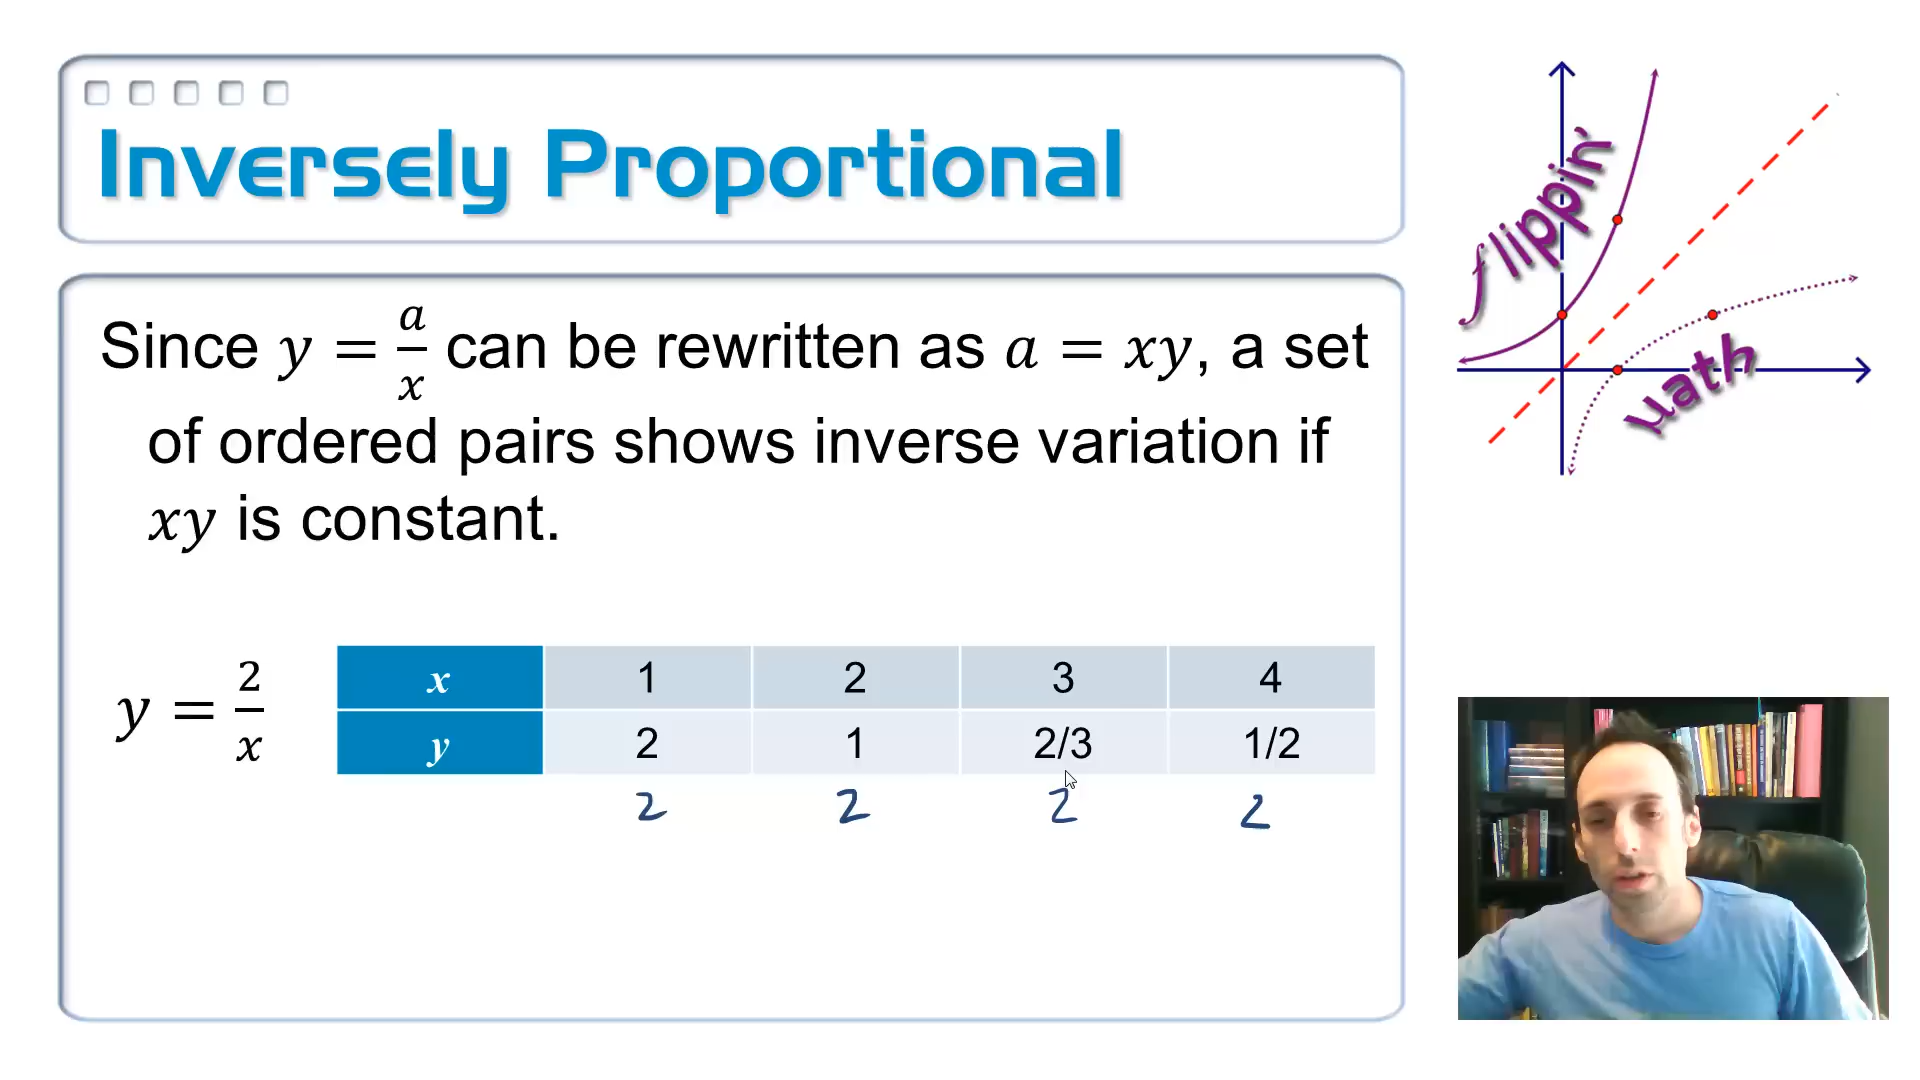 Inversely Proportional
Since y = a/x can be rewritten as a = xy, a set
of ordered pairs shows inverse variation if
xy is constant.
y = 2/x
x 1 2 3 4
y 2 1 2/3 1/2
2 2 2 2
flippin'
math